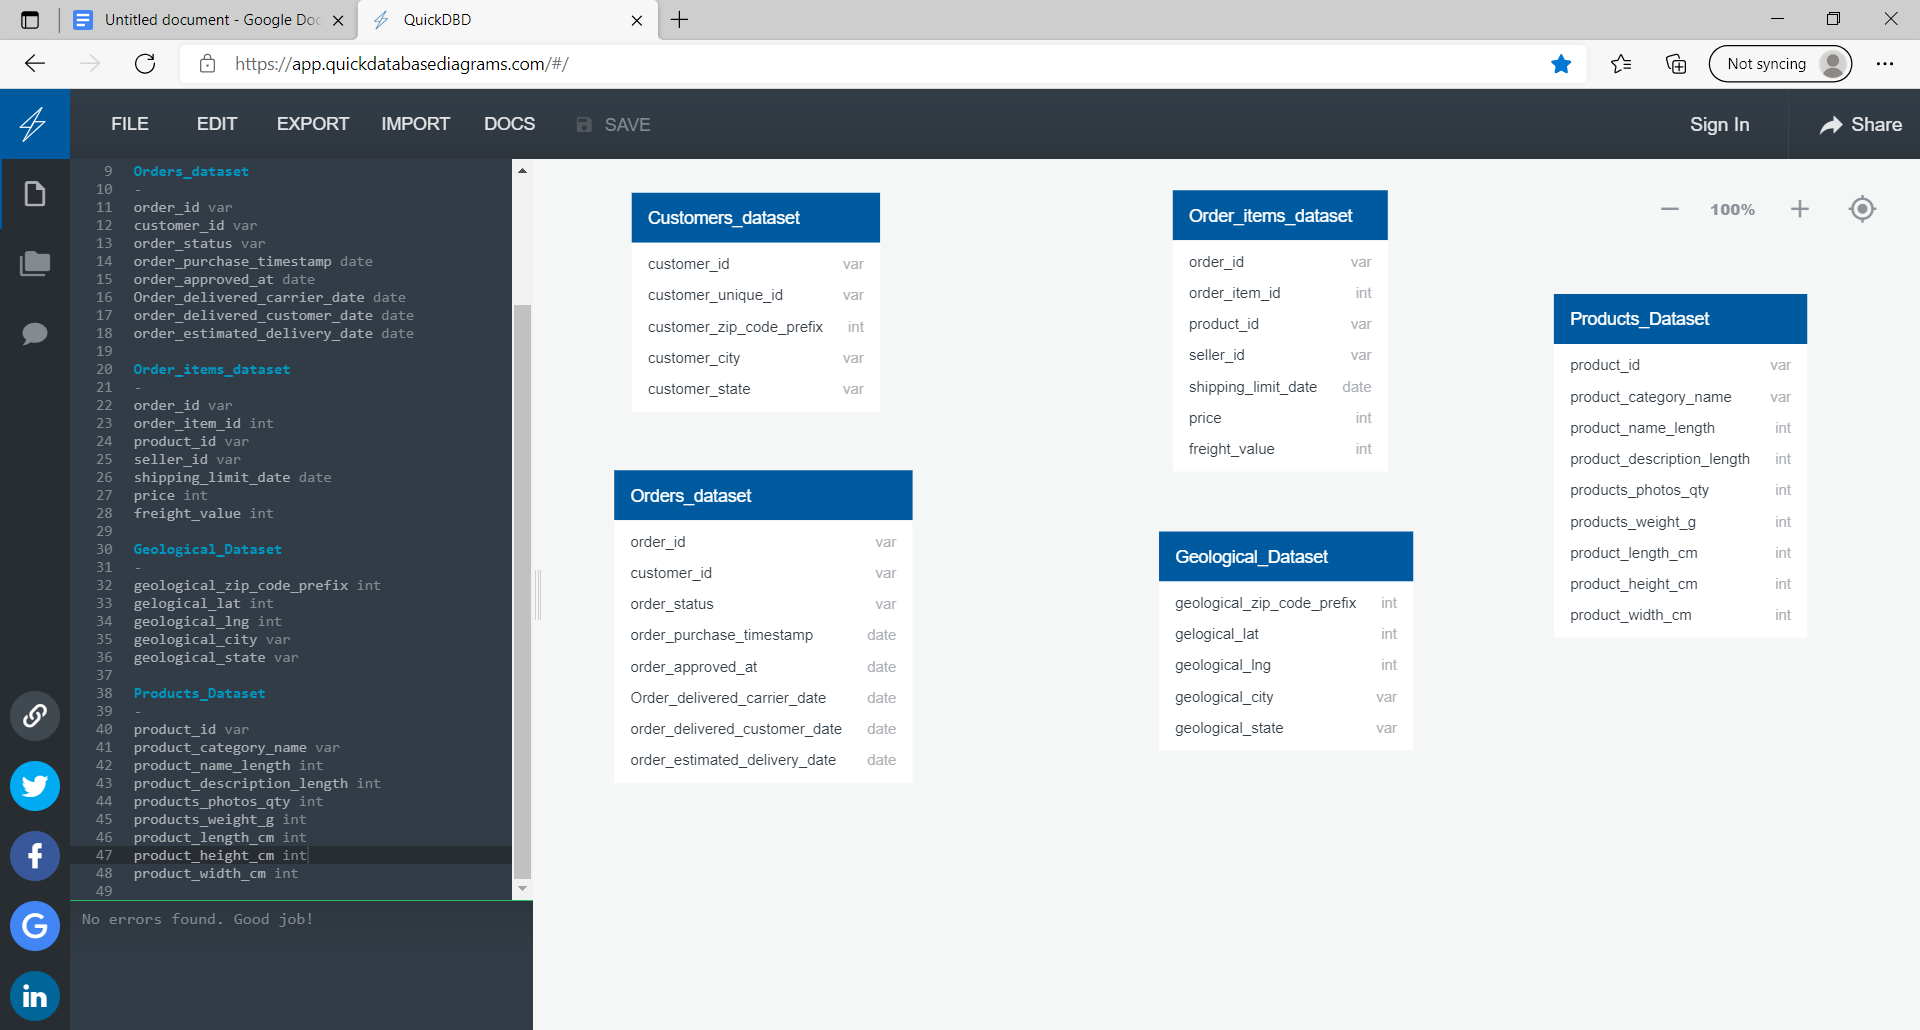 Untitled document - Google Doc
QuickDBD
https://app.quickdatabasediagrams.com/#/
Not syncing
FILE EDIT EXPORT IMPORT DOCS SAVE Sign In Share
9 Orders_dataset
10 -
11 order_id var
12 customer_id var
13 order_status var
14 order_purchase_timestamp date
15 order_approved_at date
16 Order_delivered_carrier_date date
17 order_delivered_customer_date date
18 order_estimated_delivery_date date
19
20 Order_items_dataset
21 -
22 order_id var
23 order_item_id int
24 product_id var
25 seller_id var
26 shipping_limit_date date
27 price int
28 freight_value int
29
30 Geological_Dataset
31 -
32 geological_zip_code_prefix int
33 gelogical_lat int
34 geological_lng int
35 geological_city var
36 geological_state var
37
38 Products_Dataset
39 -
40 product_id var
41 product_category_name var
42 product_name_length int
43 product_description_length int
44 products_photos_qty int
45 products_weight_g int
46 product_length_cm int
47 product_height_cm int
48 product_width_cm int
49
No errors found. Good job!
Customers_dataset
customer_id var
customer_unique_id var
customer_zip_code_prefix int
customer_city var
customer_state var
Orders_dataset
order_id var
customer_id var
order_status var
order_purchase_timestamp date
order_approved_at date
Order_delivered_carrier_date date
order_delivered_customer_date date
order_estimated_delivery_date date
Order_items_dataset
order_id var
order_item_id int
product_id var
seller_id var
shipping_limit_date date
price int
freight_value int
Geological_Dataset
geological_zip_code_prefix int
gelogical_lat int
geological_lng int
geological_city var
geological_state var
100%
Products_Dataset
product_id var
product_category_name var
product_name_length int
product_description_length int
products_photos_qty int
products_weight_g int
product_length_cm int
product_height_cm int
product_width_cm int
f
G
in